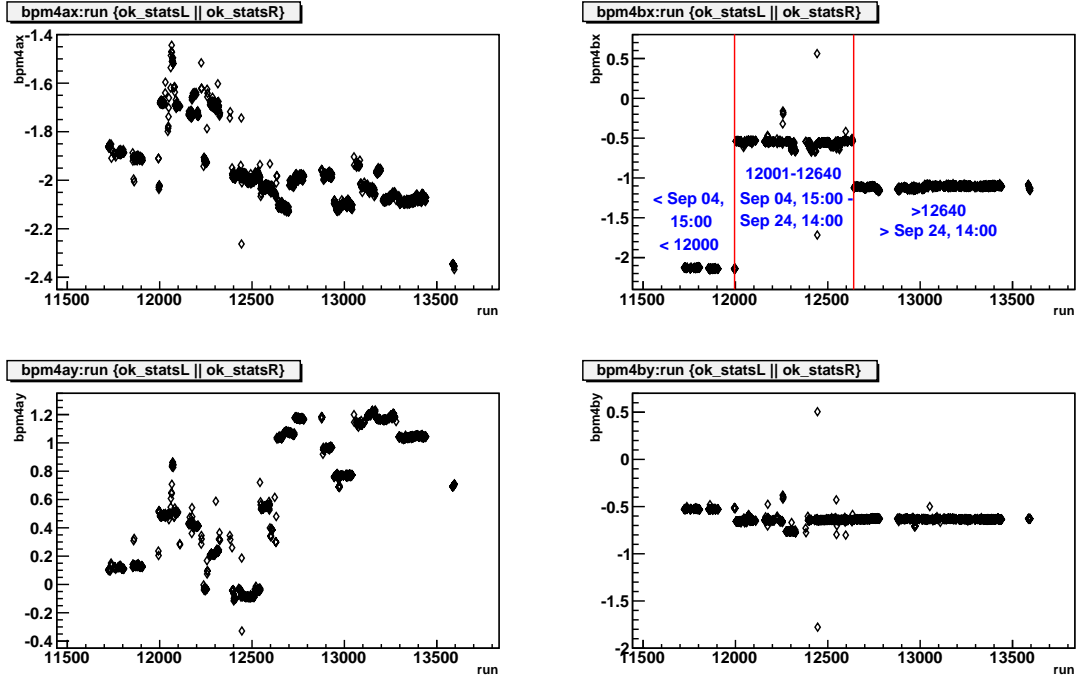 bpm4ax:run {ok_statsL || ok_statsR}
bpm4ax
-1.4
-1.6
-1.8
-2
-2.2
-2.4
11500 12000 12500 13000 13500
run
bpm4bx:run {ok_statsL || ok_statsR}
bpm4bx
0.5
0
-0.5
-1
-1.5
-2
12001-12640
< Sep 04, 15:00
< 12000
Sep 04, 15:00 -
Sep 24, 14:00
>12640
> Sep 24, 14:00
11500 12000 12500 13000 13500
run
bpm4ay:run {ok_statsL || ok_statsR}
bpm4ay
1.2
1
0.8
0.6
0.4
0.2
0
-0.2
-0.4
11500 12000 12500 13000 13500
run
bpm4by:run {ok_statsL || ok_statsR}
bpm4by
0.5
0
-0.5
-1
-1.5
-2
11500 12000 12500 13000 13500
run